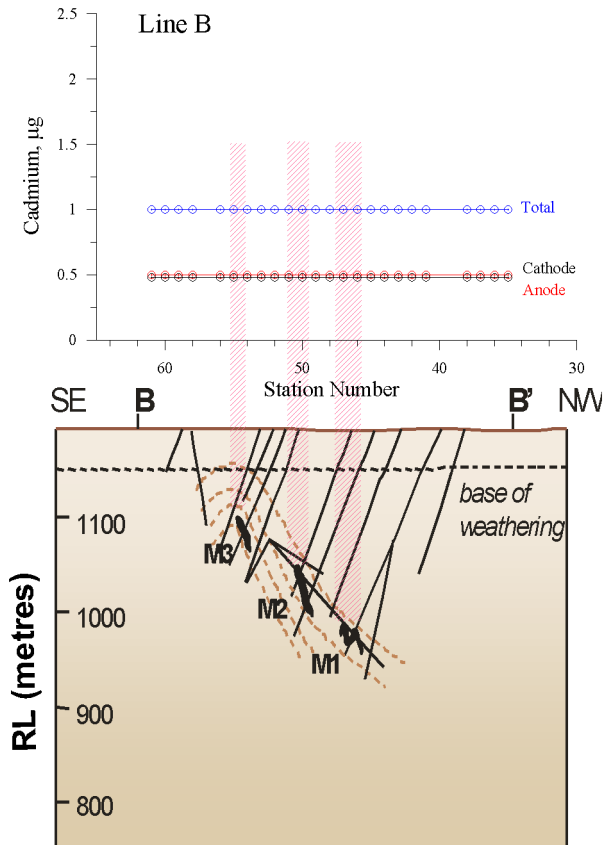 Line B
Cadmium, µg
2.5
2
1.5
1
0.5
0
Total
Cathode
Anode
60
50
40
30
Station Number
SE
B
B'
NW
base of
weathering
RL (metres)
1100
1000
900
800
M3
M2
M1